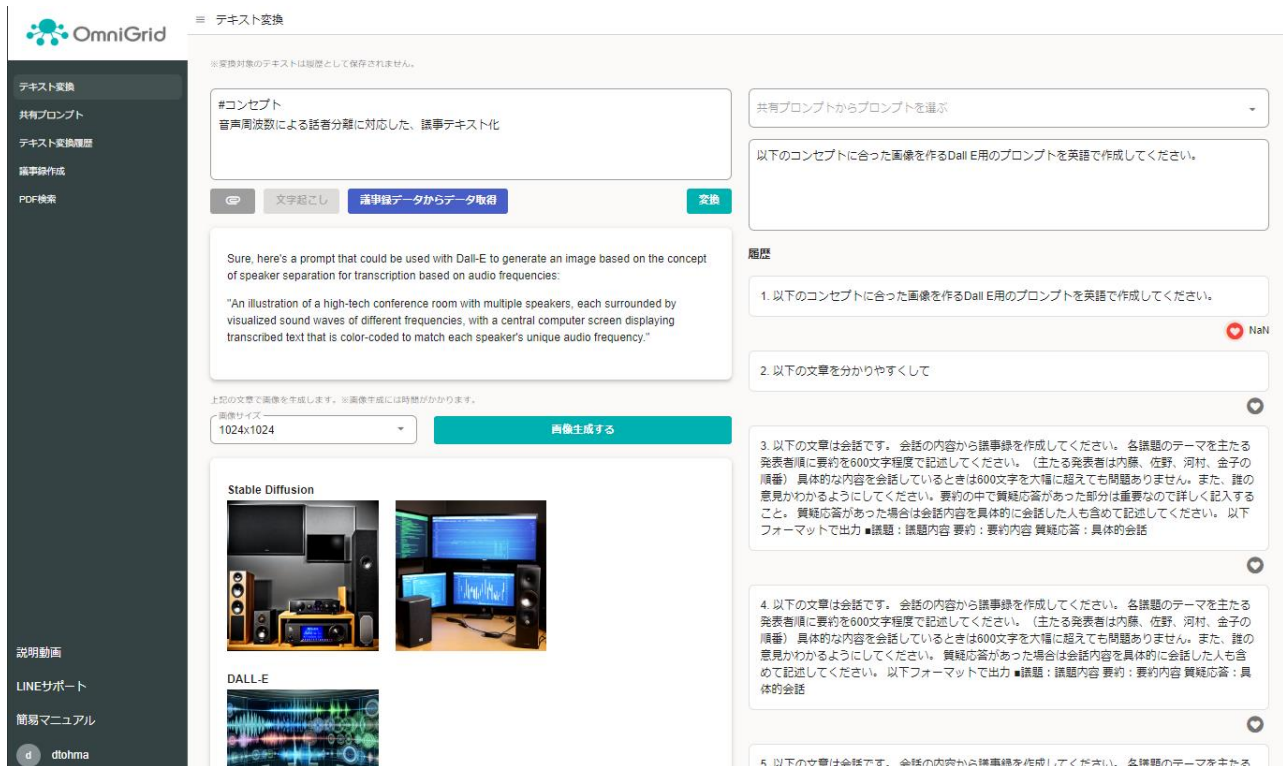 OmniGrid
テキスト変換
共有プロンプト
テキスト変換履歴
議事録作成
PDF検索
説明動画
LINEサポート
簡易マニュアル
d dtohma
≡ テキスト変換
※変換対象のテキストは履歴として保存されません。
#コンセプト
音声周波数による話者分離に対応した、議事テキスト化
文字起こし
議事録データからデータ取得
変換
Sure, here's a prompt that could be used with Dall-E to generate an image based on the concept
of speaker separation for transcription based on audio frequencies:
"An illustration of a high-tech conference room with multiple speakers, each surrounded by
visualized sound waves of different frequencies, with a central computer screen displaying
transcribed text that is color-coded to match each speaker's unique audio frequency."
上記の文章で画像を生成します。※画像生成には時間がかかります。
画像サイズ
1024x1024
画像生成する
Stable Diffusion
DALL-E
共有プロンプトからプロンプトを選ぶ
以下のコンセプトに合った画像を作るDall E用のプロンプトを英語で作成してください。
履歴
1. 以下のコンセプトに合った画像を作るDall E用のプロンプトを英語で作成してください。
NaN
2. 以下の文章を分かりやすくして
3. 以下の文章は会話です。 会話の内容から議事録を作成してください。 各議題のテーマを主たる
発表者順に要約を600文字程度で記述してください。 （主たる発表者は内藤、佐野、河村、金子の
順番） 具体的な内容を会話しているときは600文字を大幅に超えても問題ありません。また、誰の
意見かわかるようにしてください。要約の中で質疑応答があった部分は重要なので詳しく記入する
こと。 質疑応答があった場合は会話内容を具体的に会話した人も含めて記述してください。 以下
フォーマットで出力 ■議題：議題内容 要約：要約内容 質疑応答：具体的会話
4. 以下の文章は会話です。 会話の内容から議事録を作成してください。 各議題のテーマを主たる
発表者順に要約を600文字程度で記述してください。 （主たる発表者は内藤、佐野、河村、金子の
順番） 具体的な内容を会話しているときは600文字大幅に超えても問題ありません。また、誰の
意見かわかるようにしてください。 質疑応答があった場合は会話内容を具体的に会話した人も含
めて記述してください。 以下フォーマットで出力 ■議題：議題内容 要約：要約内容 質疑応答：具
体的会話
5. 以下の文章は会話です。 会話の内容から議事録を作成してください。 各議題のテーマを主たる